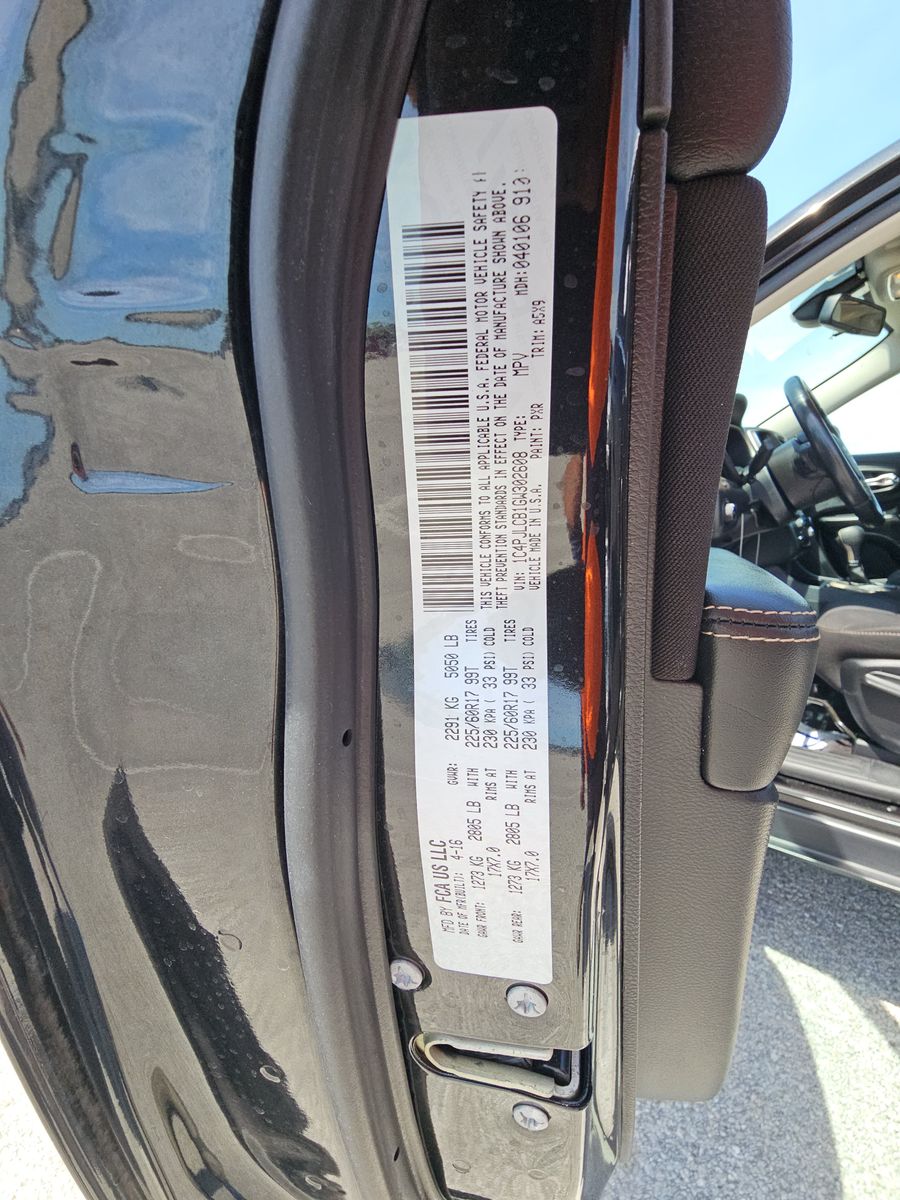 MFD BY FCA US LLC
DATE OF MFR(BUILT): 4-16 GVWR: 2291 KG 5050 LB
GAWR FRONT: 1273 KG 2805 LB WITH 225/60R17 99T TIRES
17X7.0 RIMS AT 230 KPA ( 33 PSI) COLD
GAWR REAR: 1273 KG 2805 LB WITH 225/60R17 99T TIRES
17X7.0 RIMS AT 230 KPA ( 33 PSI) COLD
THIS VEHICLE CONFORMS TO ALL APPLICABLE U.S.A. FEDERAL MOTOR VEHICLE SAFETY
THEFT PREVENTION STANDARDS IN EFFECT ON THE DATE OF MANUFACTURE SHOWN ABOVE.
VIN: 1C4PJLCB1GW302608 TYPE: MPV MDH:040106 910
VEHICLE MADE IN U.S.A. PAINT: PXR TRIM: A5X9